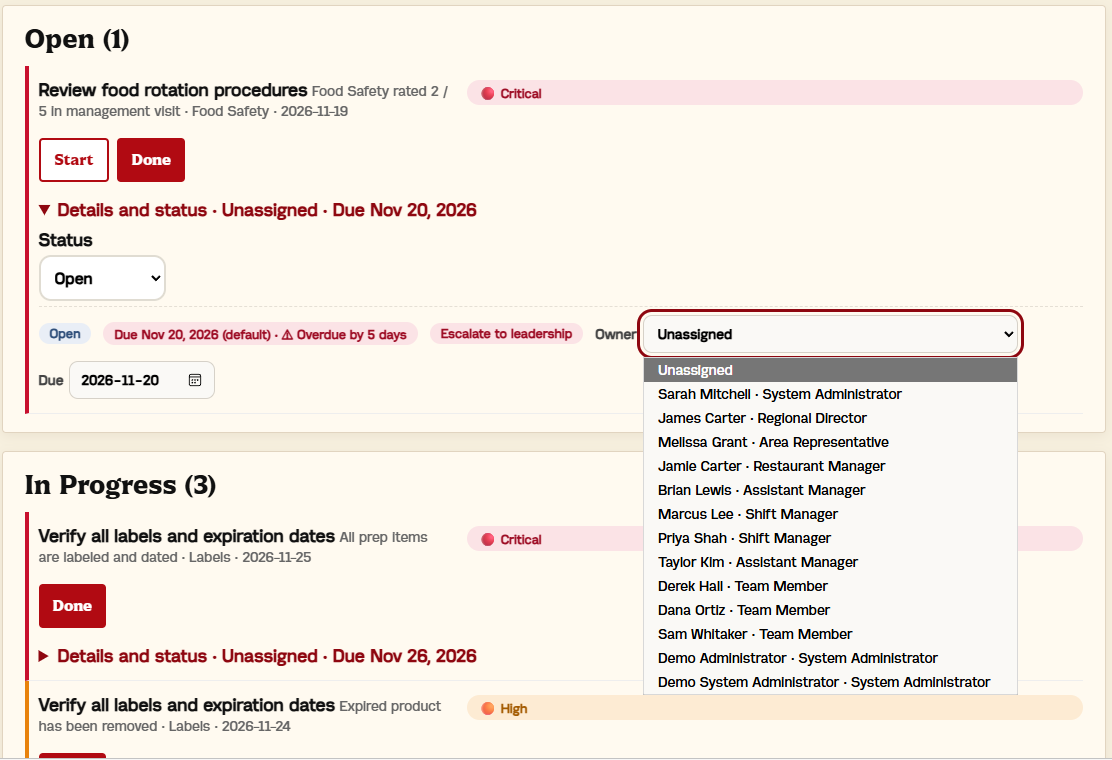 Open (1)
Review food rotation procedures Food Safety rated 2 /
5 in management visit · Food Safety · 2026-11-19
Critical
Start
Done
▼ Details and status · Unassigned · Due Nov 20, 2026
Status
Open
Open
Due Nov 20, 2026 (default) · ⚠ Overdue by 5 days
Escalate to leadership
Owner
Unassigned
Due
2026-11-20
Unassigned
Sarah Mitchell · System Administrator
James Carter · Regional Director
Melissa Grant · Area Representative
Jamie Carter · Restaurant Manager
Brian Lewis · Assistant Manager
Marcus Lee · Shift Manager
Priya Shah · Shift Manager
Taylor Kim · Assistant Manager
Derek Hall · Team Member
Dana Ortiz · Team Member
Sam Whitaker · Team Member
Demo Administrator · System Administrator
Demo System Administrator · System Administrator
In Progress (3)
Verify all labels and expiration dates All prep items
are labeled and dated · Labels · 2026-11-25
Critical
Done
▶ Details and status · Unassigned · Due Nov 26, 2026
Verify all labels and expiration dates Expired product
has been removed · Labels · 2026-11-24
High